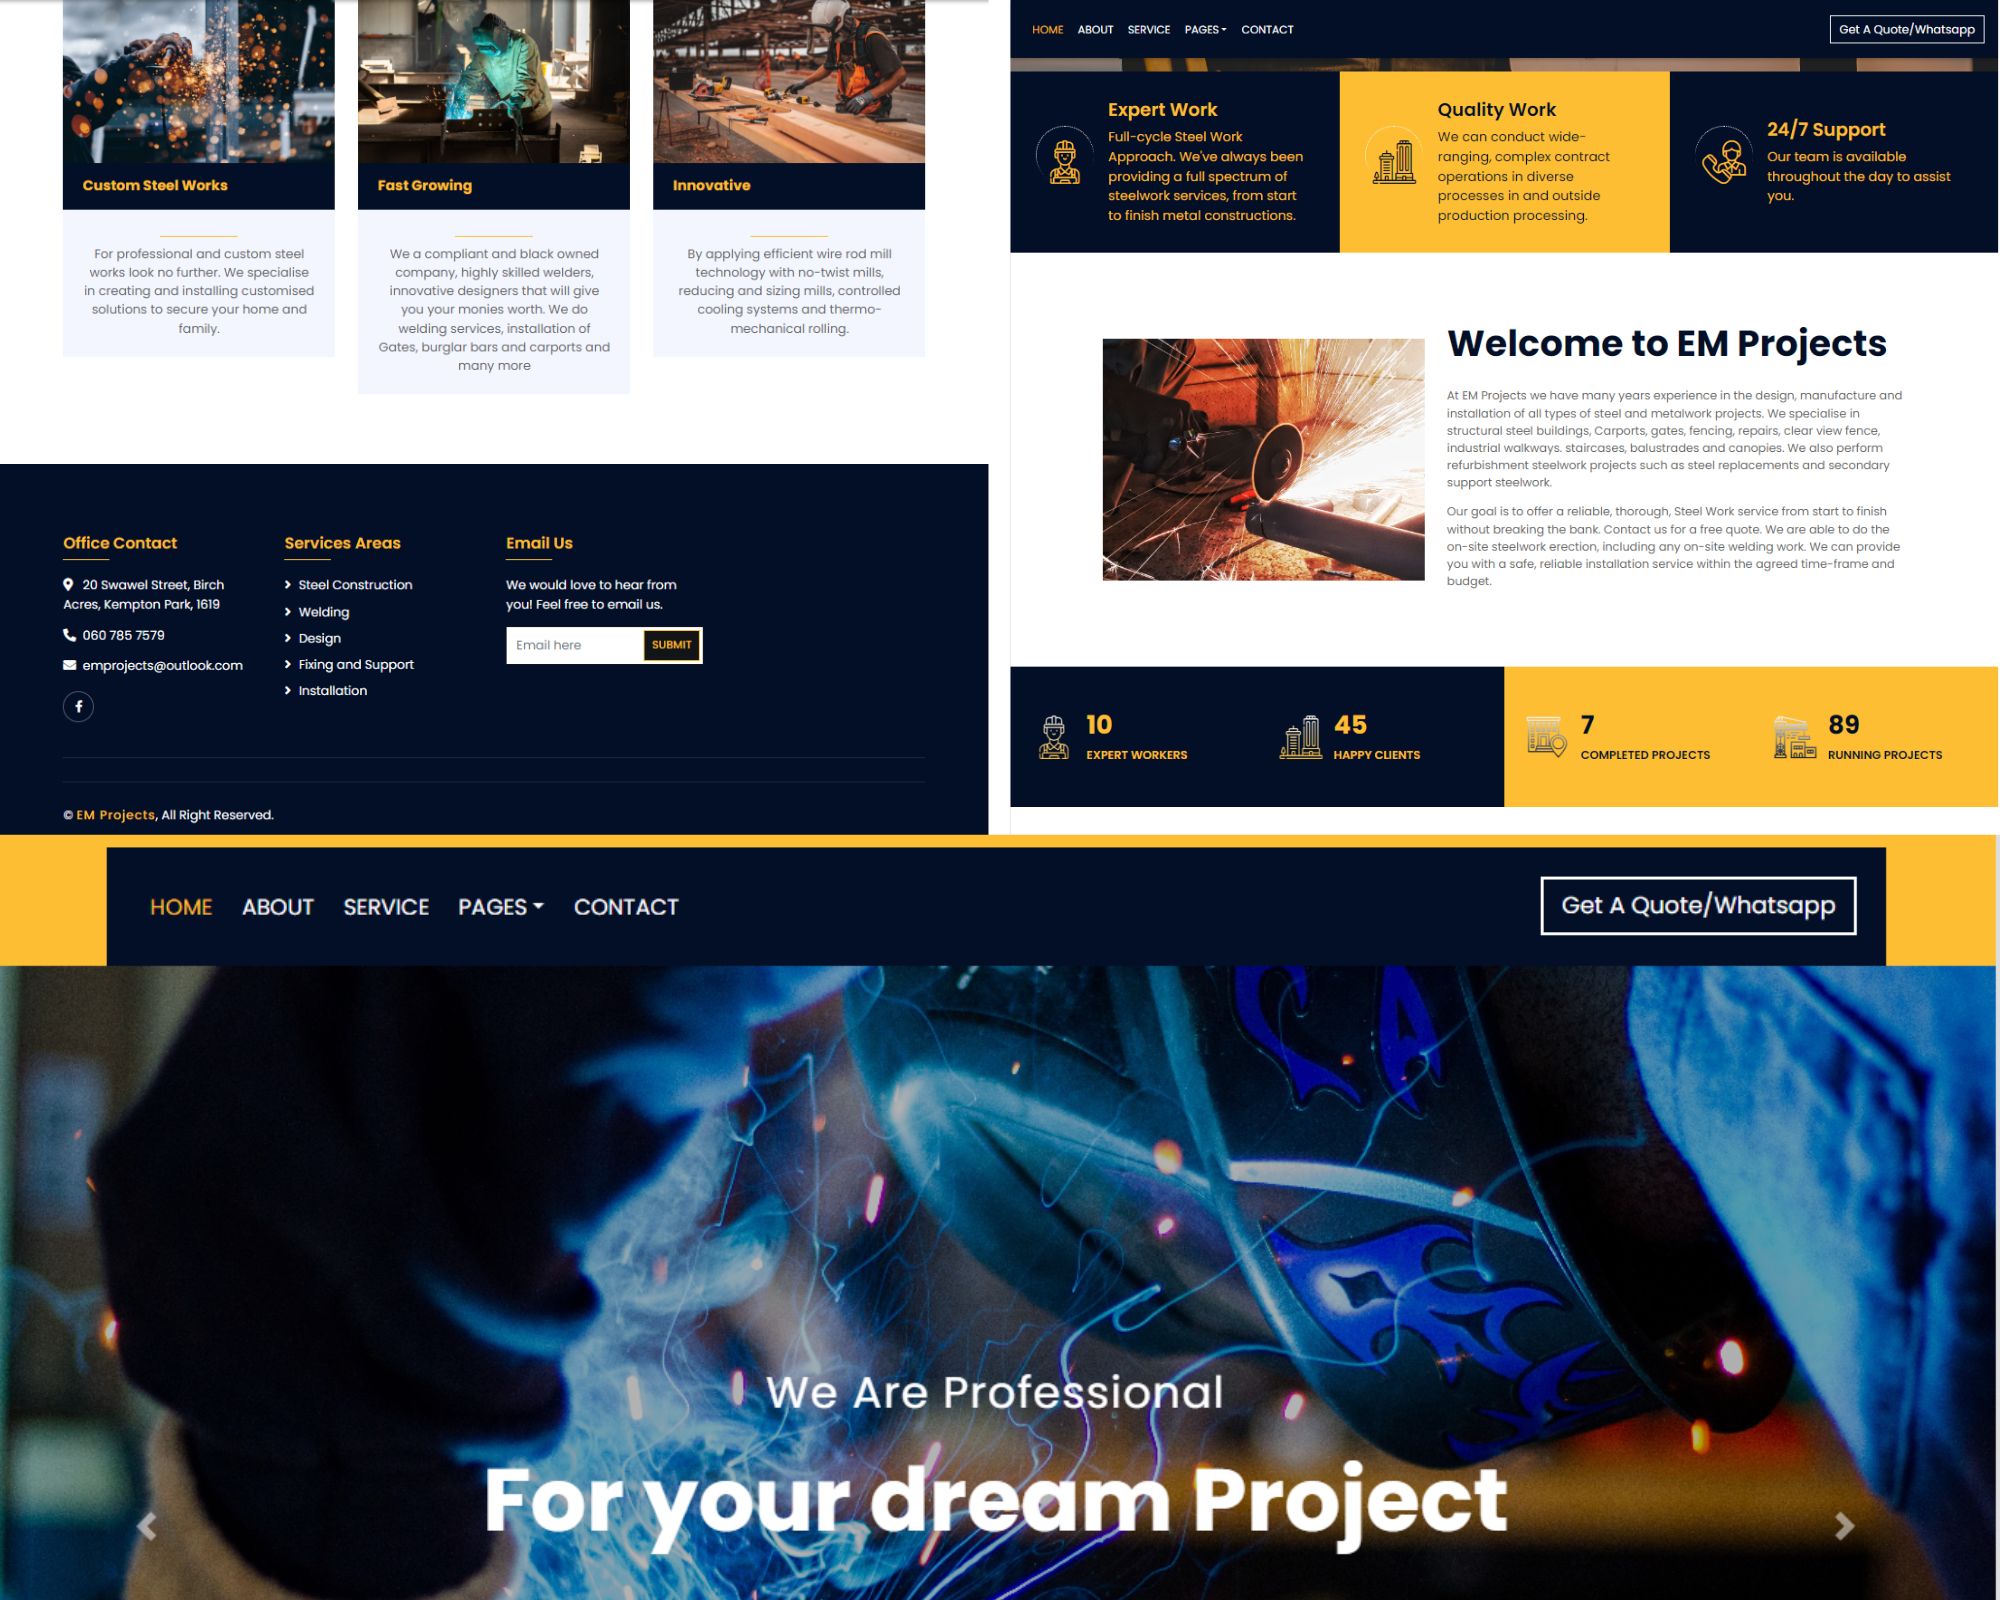 Custom Steel Works
For professional and custom steel
works look no further. We specialise
in creating and installing customised
solutions to secure your home and
family.
Fast Growing
We a compliant and black owned
company, highly skilled welders,
innovative designers that will give
you your monies worth. We do
welding services, installation of
Gates, burglar bars and carports and
many more
Innovative
By applying efficient wire rod mill
technology with no-twist mills,
reducing and sizing mills, controlled
cooling systems and thermo-
mechanical rolling.
Office Contact
20 Swawel Street, Birch
Acres, Kempton Park, 1619
060 785 7579
emprojects@outlook.com
Services Areas
Steel Construction
Welding
Design
Fixing and Support
Installation
Email Us
We would love to hear from
you! Feel free to email us.
Email here
SUBMIT
© EM Projects, All Right Reserved.
HOME ABOUT SERVICE PAGES CONTACT
Get A Quote/Whatsapp
Expert Work
Full-cycle Steel Work
Approach. We've always been
providing a full spectrum of
steelwork services, from start
to finish metal constructions.
Quality Work
We can conduct wide-
ranging, complex contract
operations in diverse
processes in and outside
production processing.
24/7 Support
Our team is available
throughout the day to assist
you.
Welcome to EM Projects
At EM Projects we have many years experience in the design, manufacture and
installation of all types of steel and metalwork projects. We specialise in
structural steel buildings, Carports, gates, fencing, repairs, clear view fence,
industrial walkways. staircases, balustrades and canopies. We also perform
refurbishment steelwork projects such as steel replacements and secondary
support steelwork.
Our goal is to offer a reliable, thorough, Steel Work service from start to finish
without breaking the bank. Contact us for a free quote. We are able to do the
on-site steelwork erection, including any on-site welding work. We can provide
you with a safe, reliable installation service within the agreed time-frame and
budget.
10
EXPERT WORKERS
45
HAPPY CLIENTS
7
COMPLETED PROJECTS
89
RUNNING PROJECTS
HOME ABOUT SERVICE PAGES CONTACT
Get A Quote/Whatsapp
We Are Professional
For your dream Project